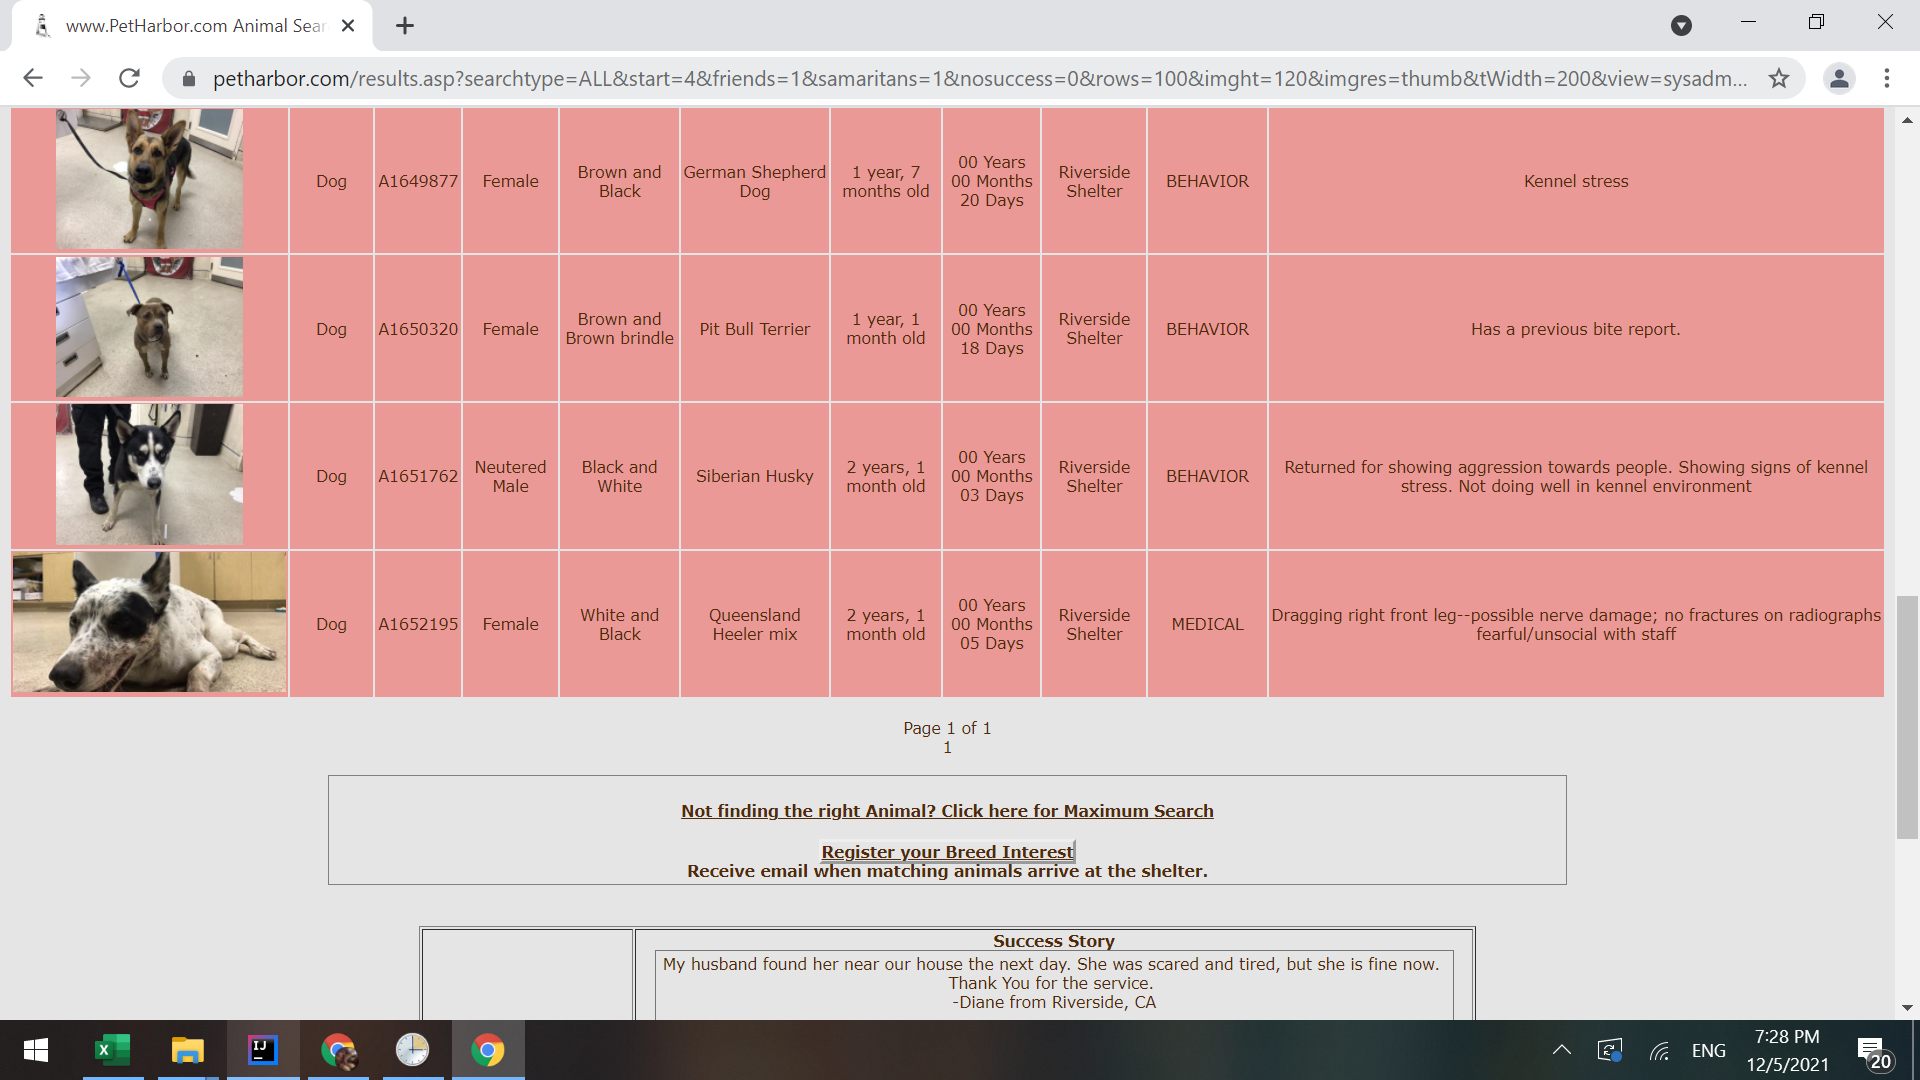 www.PetHarbor.com Animal Sear
petharbor.com/results.asp?searchtype=ALL&start=4&friends=1&samaritans=1&nosuccess=0&rows=100&imght=120&imgres=thumb&tWidth=200&view=sysadm...
Dog
A1649877
Female
Brown and
Black
German Shepherd
Dog
1 year, 7
months old
00 Years
00 Months
20 Days
Riverside
Shelter
BEHAVIOR
Kennel stress
Dog
A1650320
Female
Brown and
Brown brindle
Pit Bull Terrier
1 year, 1
month old
00 Years
00 Months
18 Days
Riverside
Shelter
BEHAVIOR
Has a previous bite report.
Dog
A1651762
Neutered
Male
Black and
White
Siberian Husky
2 years, 1
month old
00 Years
00 Months
03 Days
Riverside
Shelter
BEHAVIOR
Returned for showing aggression towards people. Showing signs of kennel
stress. Not doing well in kennel environment
Dog
A1652195
Female
White and
Black
Queensland
Heeler mix
2 years, 1
month old
00 Years
00 Months
05 Days
Riverside
Shelter
MEDICAL
Dragging right front leg--possible nerve damage; no fractures on radiographs
fearful/unsocial with staff
Page 1 of 1
1
Not finding the right Animal? Click here for Maximum Search
Register your Breed Interest
Receive email when matching animals arrive at the shelter.
Success Story
My husband found her near our house the next day. She was scared and tired, but she is fine now.
Thank You for the service.
-Diane from Riverside, CA
IJ
ENG
7:28 PM
12/5/2021
20